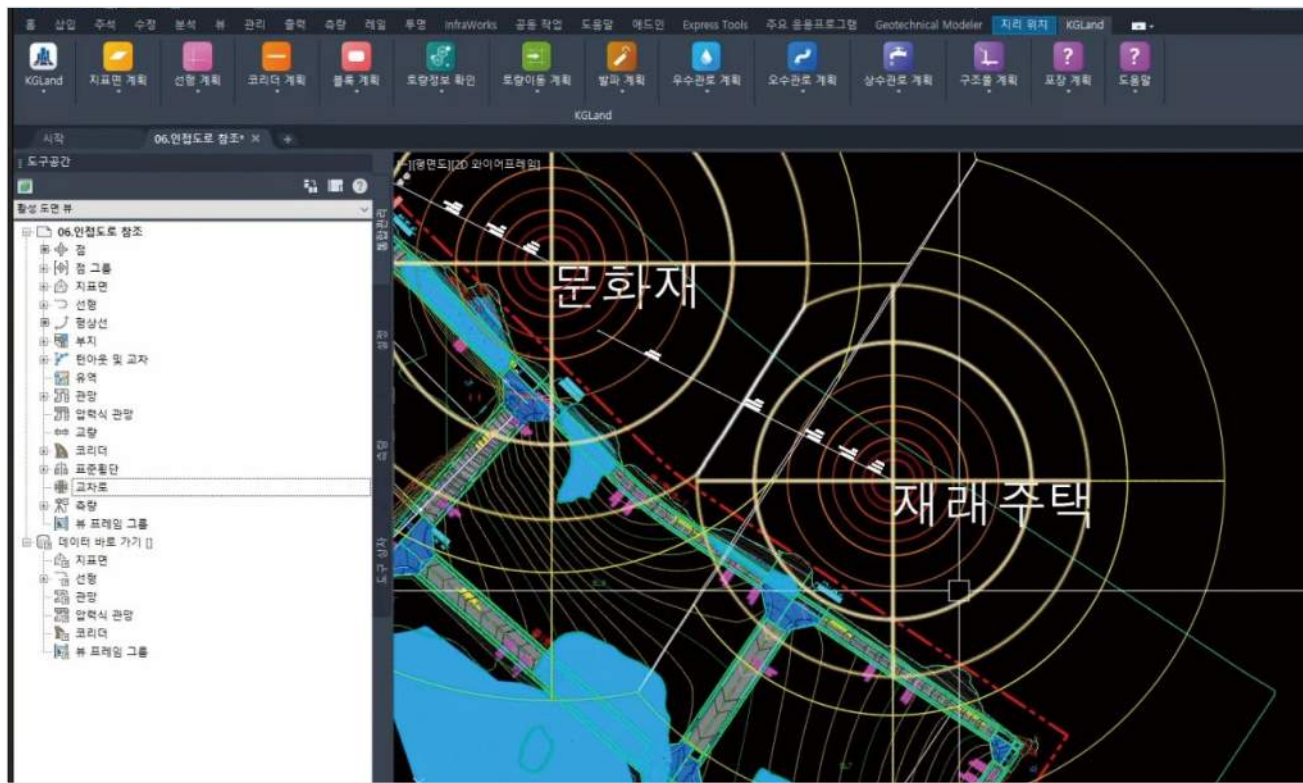 홈 삽입 주석 수정 분석 뷰 관리 출력 측량 레일 투명 InfraWorks 공동 작업 도움말 애드인 Express Tools 주요 응용프로그램 Geotechnical Modeler 지리 위치 KGLand
KGLand 지표면 계획 선형 계획 코리더 계획 블록 계획 토량정보 확인 토량이동 계획 발파 계획 우수관로 계획 오수관로 계획 상수관로 계획 구조물 계획 포장 계획 도움말
KGLand
시작 06.인접도로 참조* × +
도구공간
[-][평면도][2D 와이어프레임]
활성 도면 뷰
06.인접도로 참조
점
점 그룹
지표면
선형
형상선
부지
턴아웃 및 교차
유역
관망
압력식 관망
교량
코리더
표준횡단
교차로
측량
뷰 프레임 그룹
데이터 바로 가기 []
지표면
선형
관망
압력식 관망
코리더
뷰 프레임 그룹
통합관리
설정
측량
도구 상자
문화재
재래주택